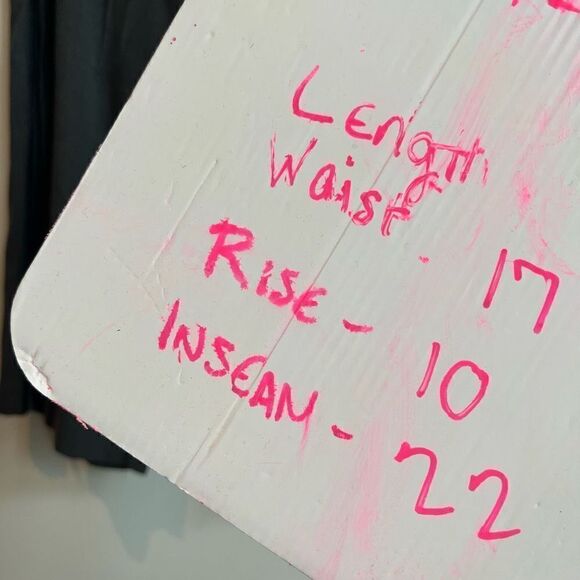 Length
Waist - 17
Rise - 10
INSEAM - 22